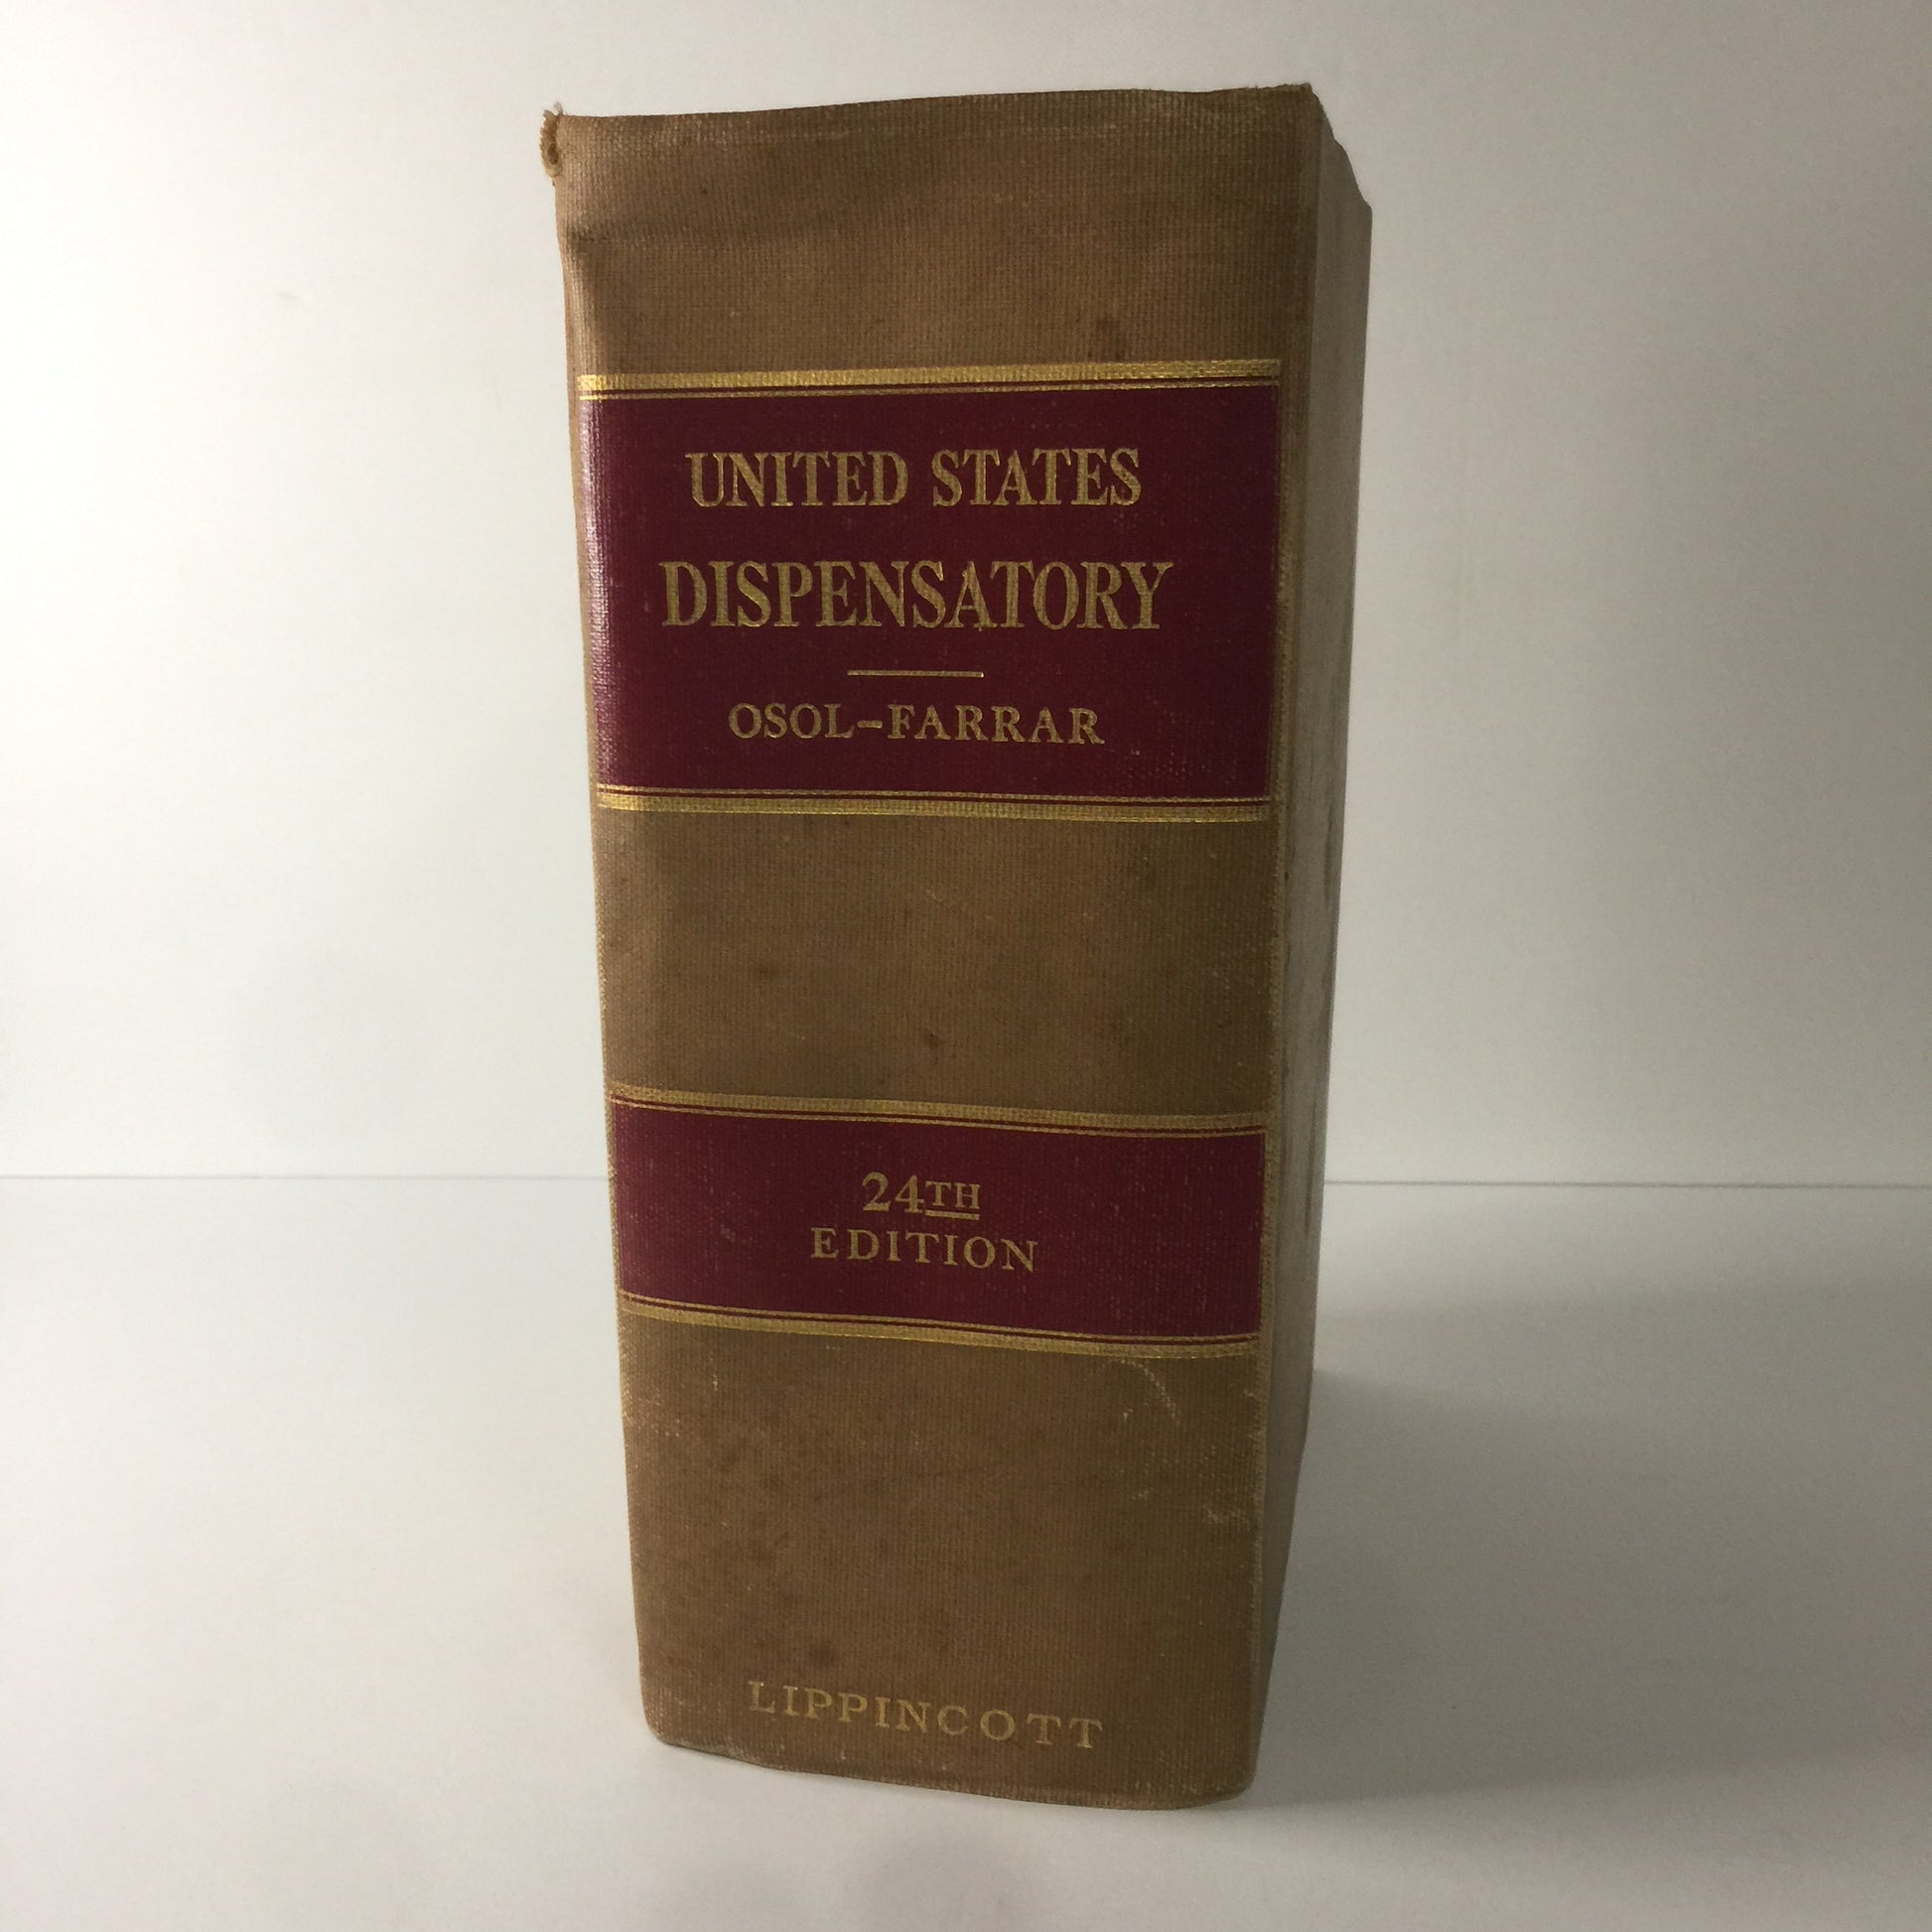 UNITED STATES
DISPENSATORY
OSOL-FARRAR
24TH
EDITION
LIPPINCOTT